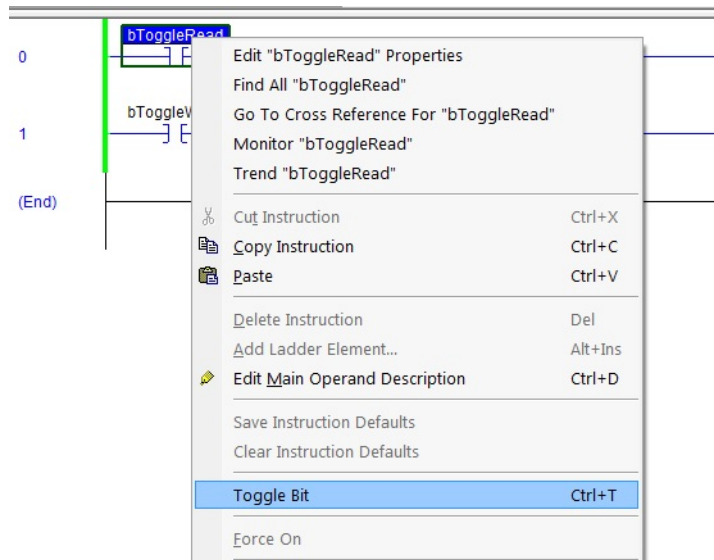 bToggleRead
0
Edit "bToggleRead" Properties
Find All "bToggleRead"
Go To Cross Reference For "bToggleRead"
Monitor "bToggleRead"
Trend "bToggleRead"
1
(End)
Cut Instruction Ctrl+X
Copy Instruction Ctrl+C
Paste Ctrl+V
Delete Instruction Del
Add Ladder Element... Alt+Ins
Edit Main Operand Description Ctrl+D
Save Instruction Defaults
Clear Instruction Defaults
Toggle Bit Ctrl+T
Force On